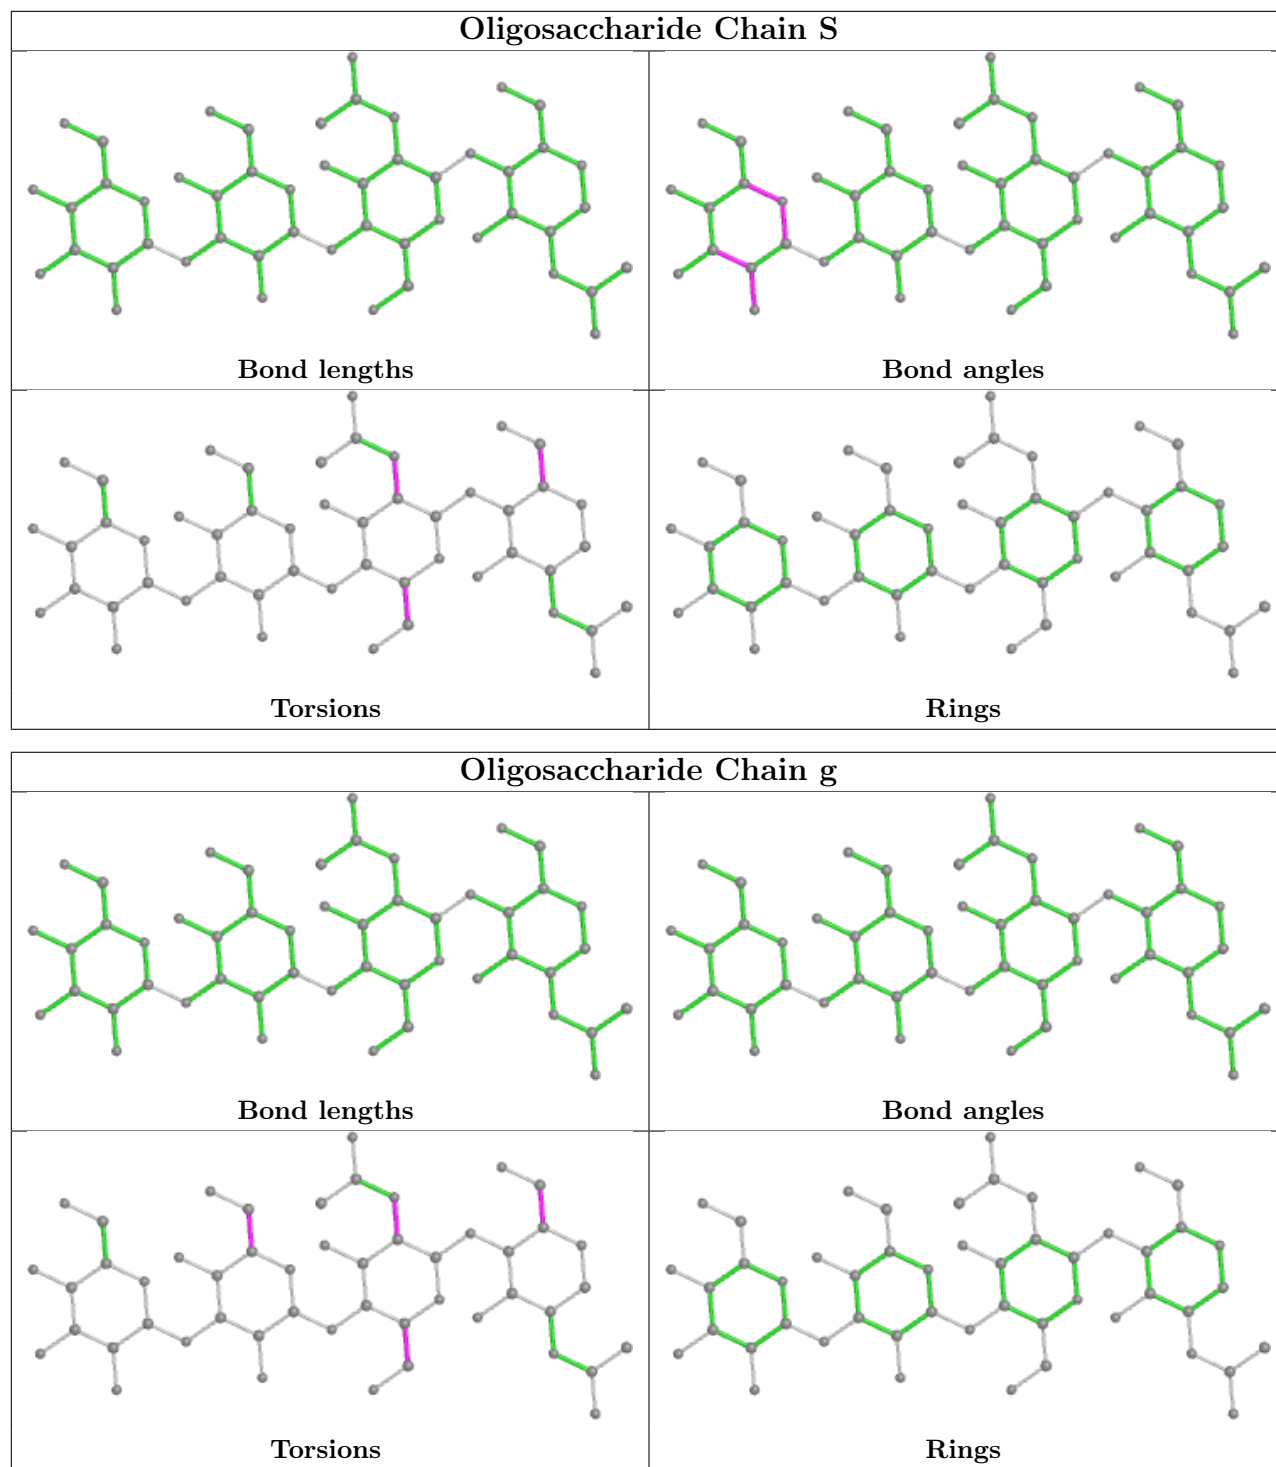 Oligosaccharide Chain S
Bond lengths
Bond angles
Torsions
Rings
Oligosaccharide Chain g
Bond lengths
Bond angles
Torsions
Rings